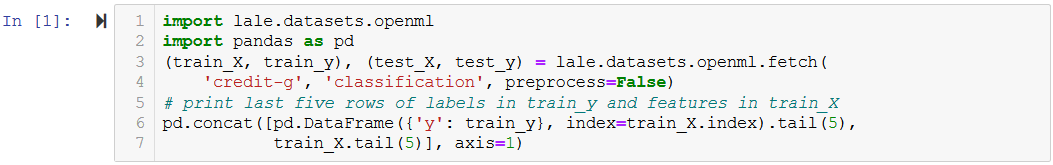 In [1]:
1 import lale.datasets.openml
2 import pandas as pd
3 (train_X, train_y), (test_X, test_y) = lale.datasets.openml.fetch(
4     'credit-g', 'classification', preprocess=False)
5 # print last five rows of labels in train_y and features in train_X
6 pd.concat([pd.DataFrame({'y': train_y}, index=train_X.index).tail(5),
7            train_X.tail(5)], axis=1)